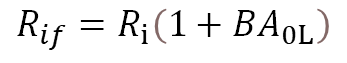 R_{if} = R_i(1 + BA_{0L})